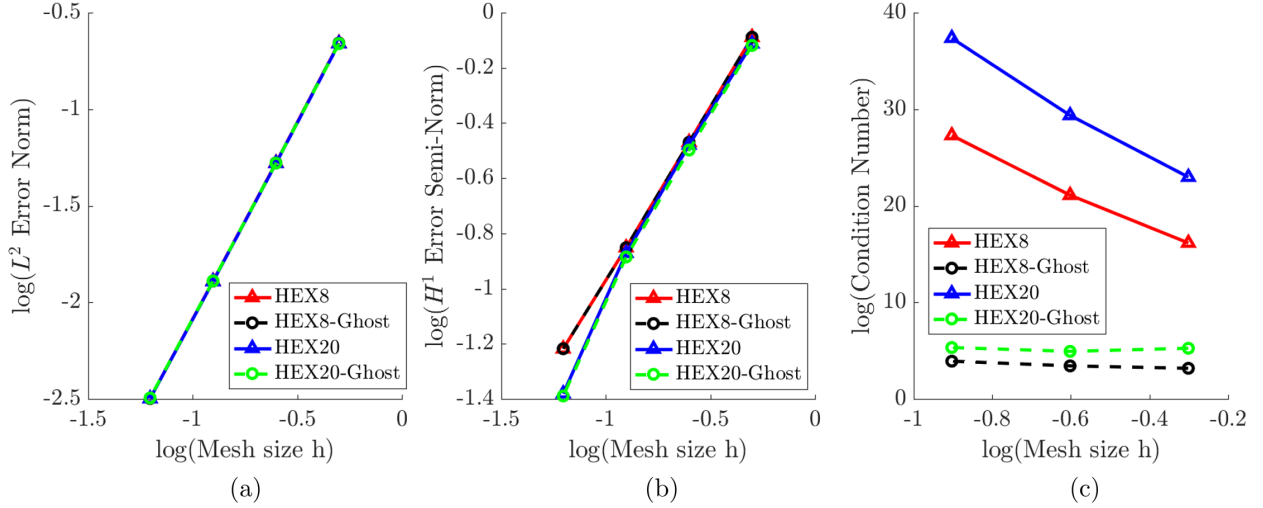 -0.5
-1
-1.5
-2
-2.5
-1.5
-1
-0.5
0
log(L² Error Norm)
log(Mesh size h)
HEX8
HEX8-Ghost
HEX20
HEX20-Ghost
(a)
0
-0.2
-0.4
-0.6
-0.8
-1
-1.2
-1.4
-1.5
-1
-0.5
0
log(H¹ Error Semi-Norm)
log(Mesh size h)
HEX8
HEX8-Ghost
HEX20
HEX20-Ghost
(b)
40
30
20
10
0
-1
-0.8
-0.6
-0.4
-0.2
log(Condition Number)
log(Mesh size h)
HEX8
HEX8-Ghost
HEX20
HEX20-Ghost
(c)